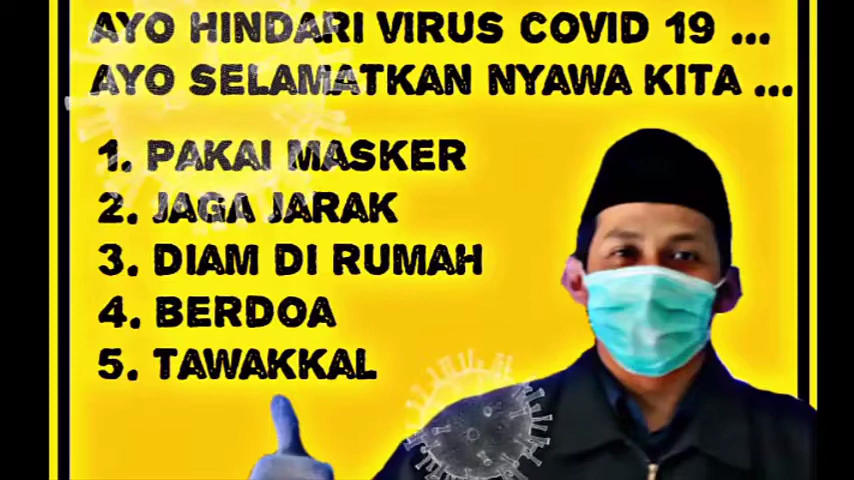 AYO HINDARI VIRUS COVID 19 ...
AYO SELAMATKAN NYAWA KITA ...
1. PAKAI MASKER
2. JAGA JARAK
3. DIAM DI RUMAH
4. BERDOA
5. TAWAKKAL